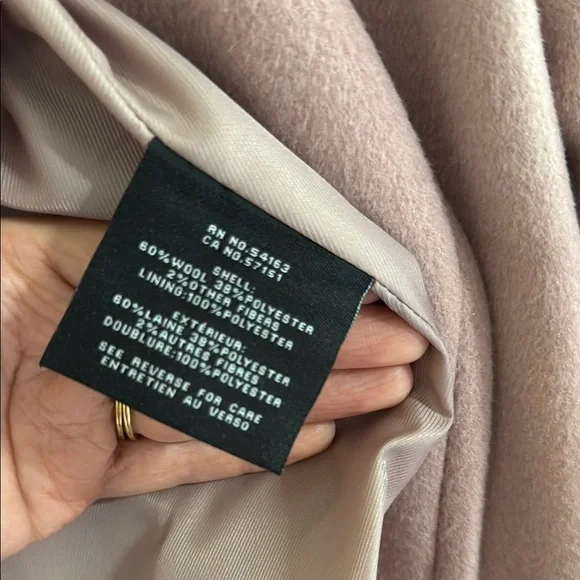 RN NO.54163
CA NO.57151
SHELL:
60%WOOL 38%POLYESTER
2%OTHER FIBERS
LINING:100%POLYESTER
EXTÉRIEUR:
60%LAINE 38%POLYESTER
2%AUTRES FIBRES
DOUBLURE:100%POLYESTER
SEE REVERSE FOR CARE
ENTRETIEN AU VERSO